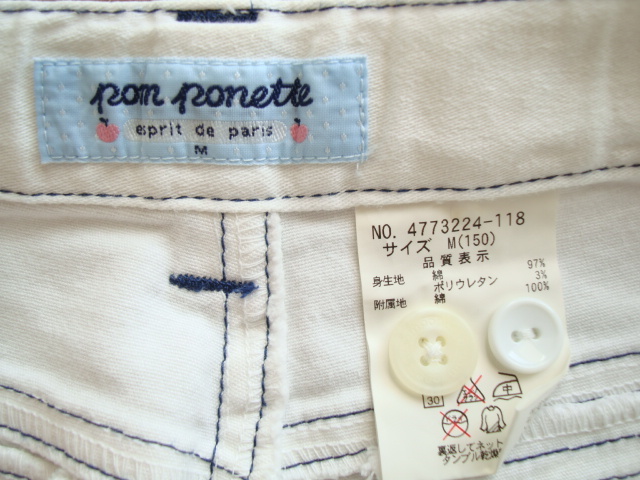 pom ponette
esprit de paris
M
NO. 4773224-118
サイズ M(150)
品質表示
身生地 綿 97%
ポリウレタン 3%
附属地 綿 100%
30
中
裏返してネット
タンブル乾燥